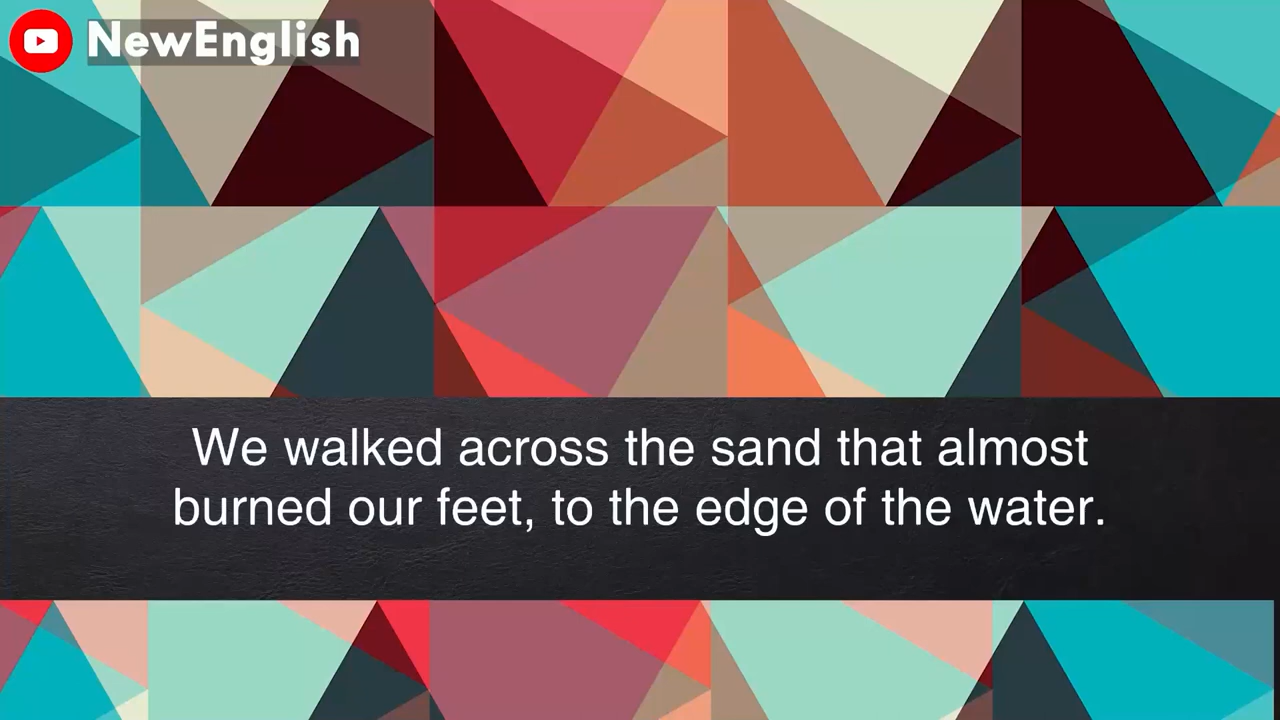 NewEnglish
We walked across the sand that almost
burned our feet, to the edge of the water.